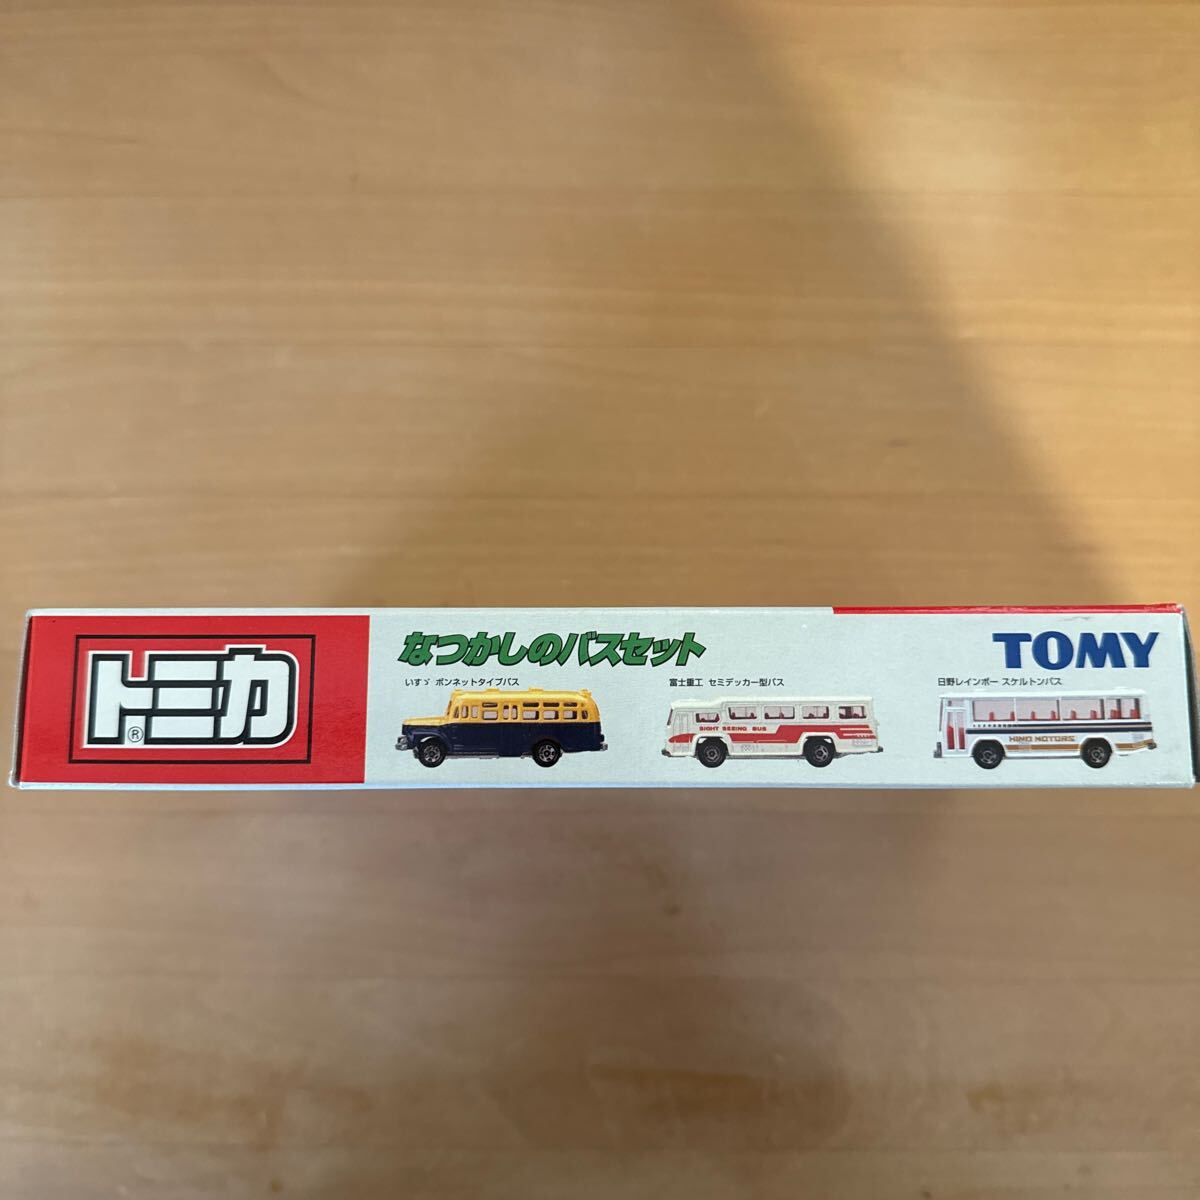 トミカ®
なつかしのバスセット
TOMY
いすゞ ボンネットタイプバス
富士重工 セミデッカー型バス
日野レインボー スケルトンバス
SIGHT SEEING BUS
HINO MOTORS